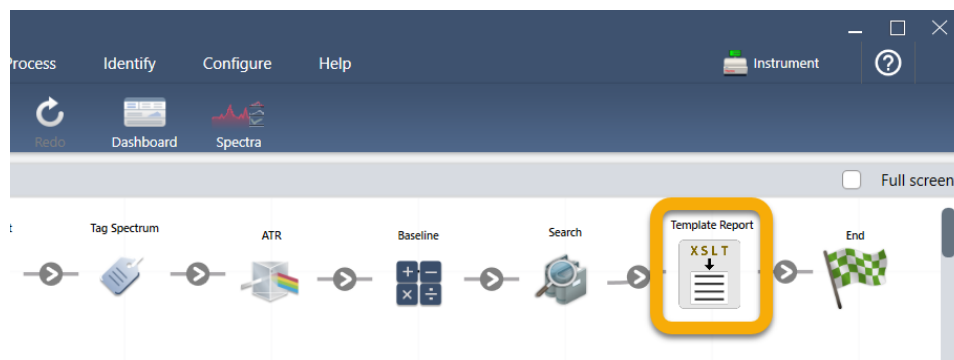 Process Identify Configure Help Instrument
Redo Dashboard Spectra
Full screen
t Tag Spectrum ATR Baseline Search Template Report End
XSLT